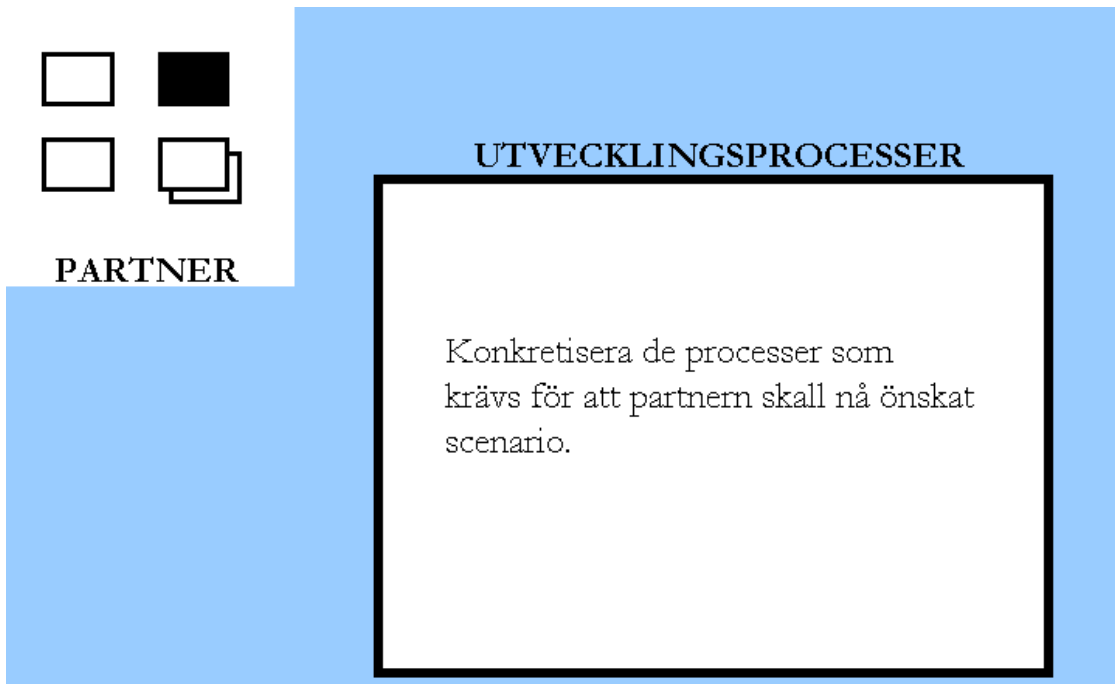 PARTNER
UTVECKLINGSPROCESSER
Konkretisera de processer som
krävs för att partnern skall nå önskat
scenario.